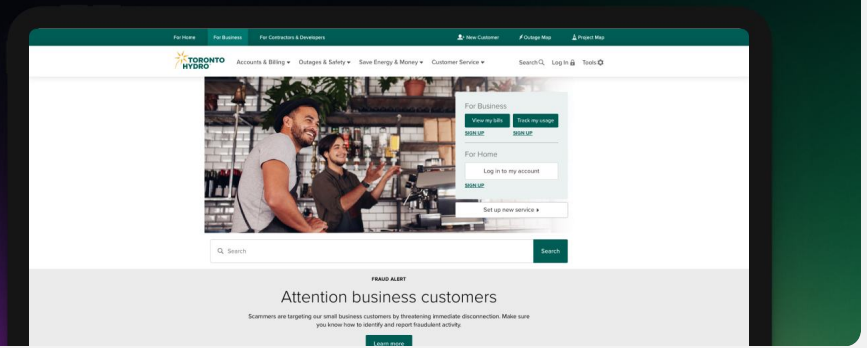 For Home For Business For Contractors & Developers New Customer Outage Map Project Map
TORONTO HYDRO
Accounts & Billing Outages & Safety Save Energy & Money Customer Service Search Log In Tools
For Business
View my bills Track my usage
SIGN UP SIGN UP
For Home
Log in to my account
SIGN UP
Set up new service
Search Search
FRAUD ALERT
Attention business customers
Scammers are targeting our small business customers by threatening immediate disconnection. Make sure
you know how to identify and report fraudulent activity.
Learn more